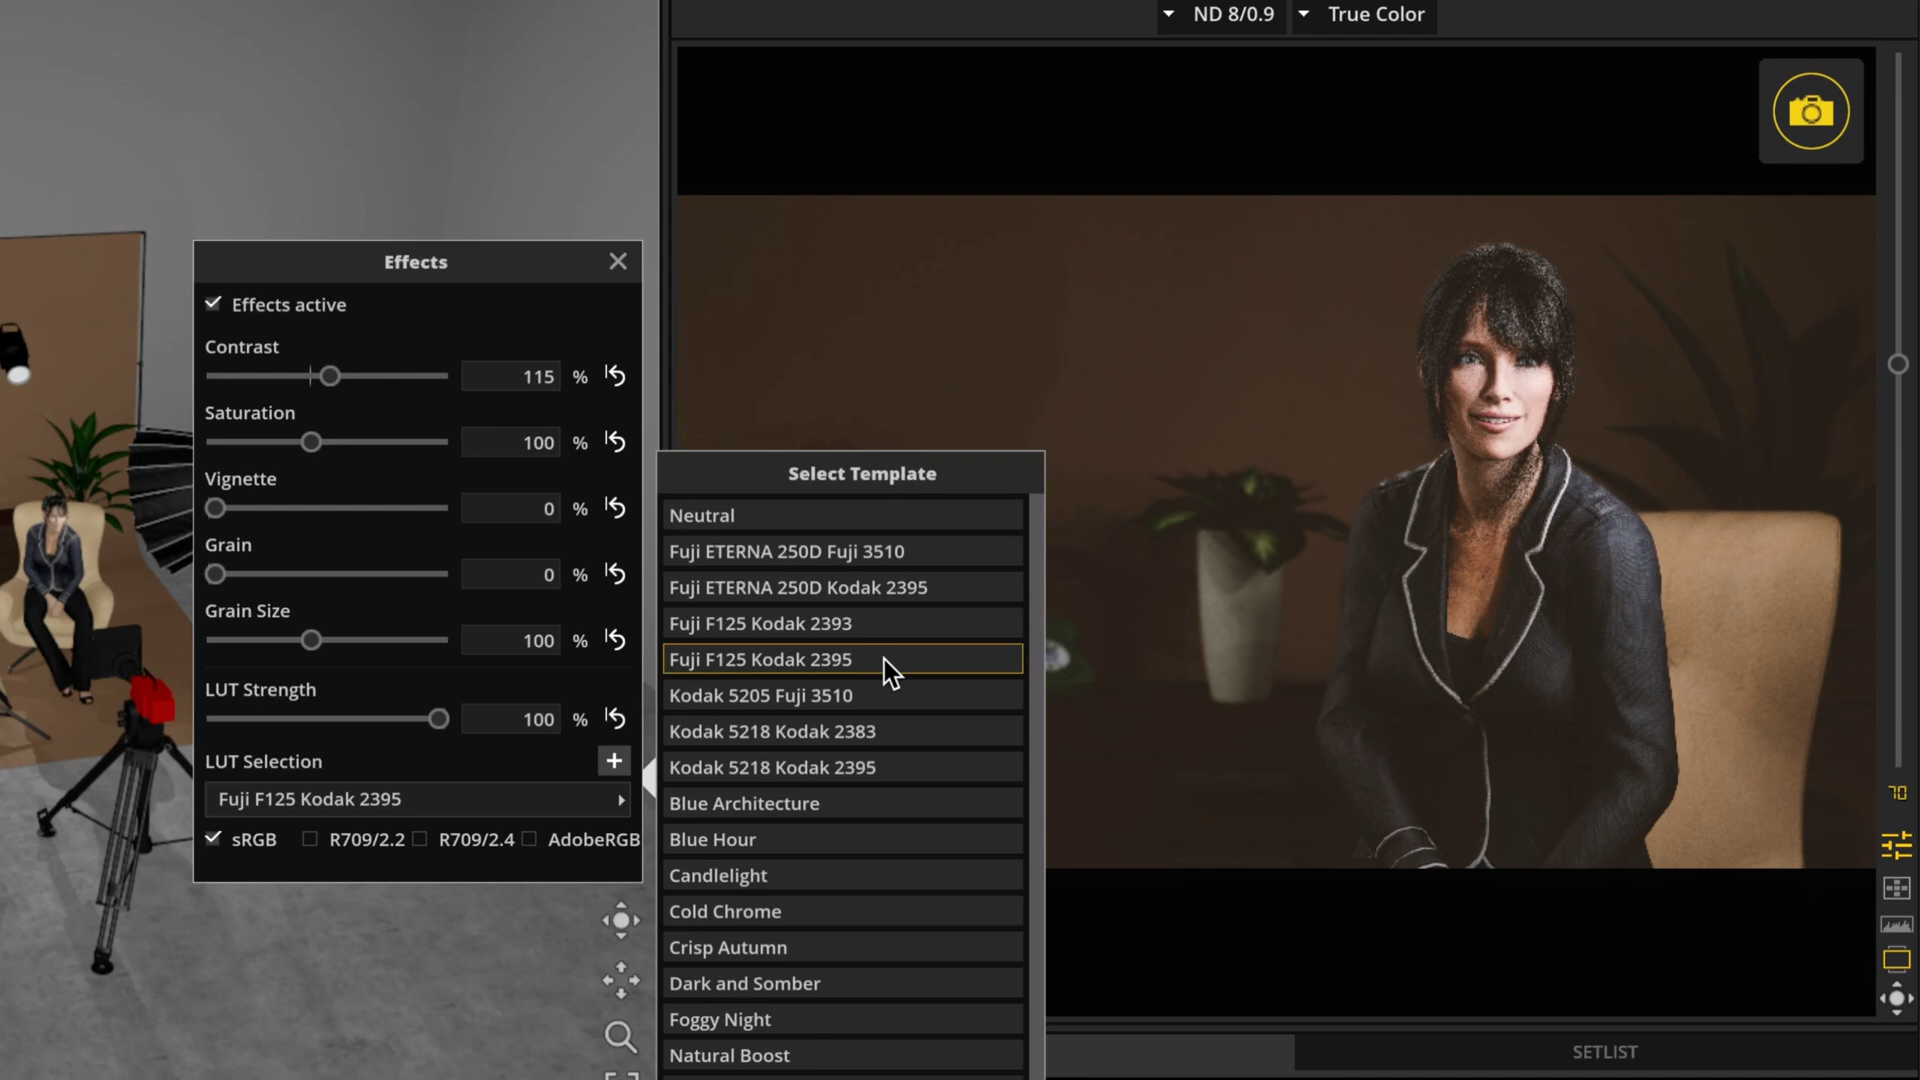 ND 8/0.9
True Color
Effects
Effects active
Contrast
115 %
Saturation
100 %
Vignette
0 %
Grain
0 %
Grain Size
100 %
LUT Strength
100 %
LUT Selection
+
Fuji F125 Kodak 2395
sRGB R709/2.2 R709/2.4 AdobeRGB
Select Template
Neutral
Fuji ETERNA 250D Fuji 3510
Fuji ETERNA 250D Kodak 2395
Fuji F125 Kodak 2393
Fuji F125 Kodak 2395
Kodak 5205 Fuji 3510
Kodak 5218 Kodak 2383
Kodak 5218 Kodak 2395
Blue Architecture
Blue Hour
Candlelight
Cold Chrome
Crisp Autumn
Dark and Somber
Foggy Night
Natural Boost
70
SETLIST